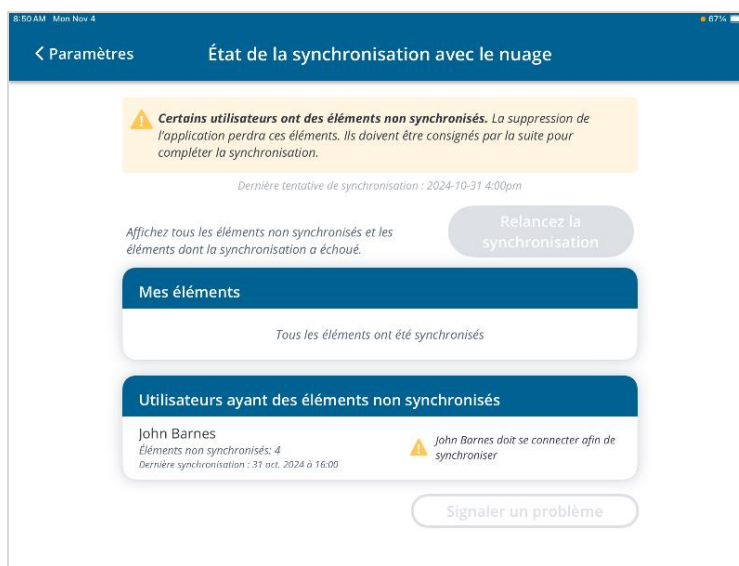 8:50 AM Mon Nov 4
67%
Paramètres
État de la synchronisation avec le nuage
Certains utilisateurs ont des éléments non synchronisés. La suppression de
l'application perdra ces éléments. Ils doivent être consignés par la suite pour
compléter la synchronisation.
Dernière tentative de synchronisation : 2024-10-31 4:00pm
Affichez tous les éléments non synchronisés et les
éléments dont la synchronisation a échoué.
Relancez la
synchronisation
Mes éléments
Tous les éléments ont été synchronisés
Utilisateurs ayant des éléments non synchronisés
John Barnes
Éléments non synchronisés: 4
Dernière synchronisation : 31 oct. 2024 à 16:00
John Barnes doit se connecter afin de
synchroniser
Signaler un problème